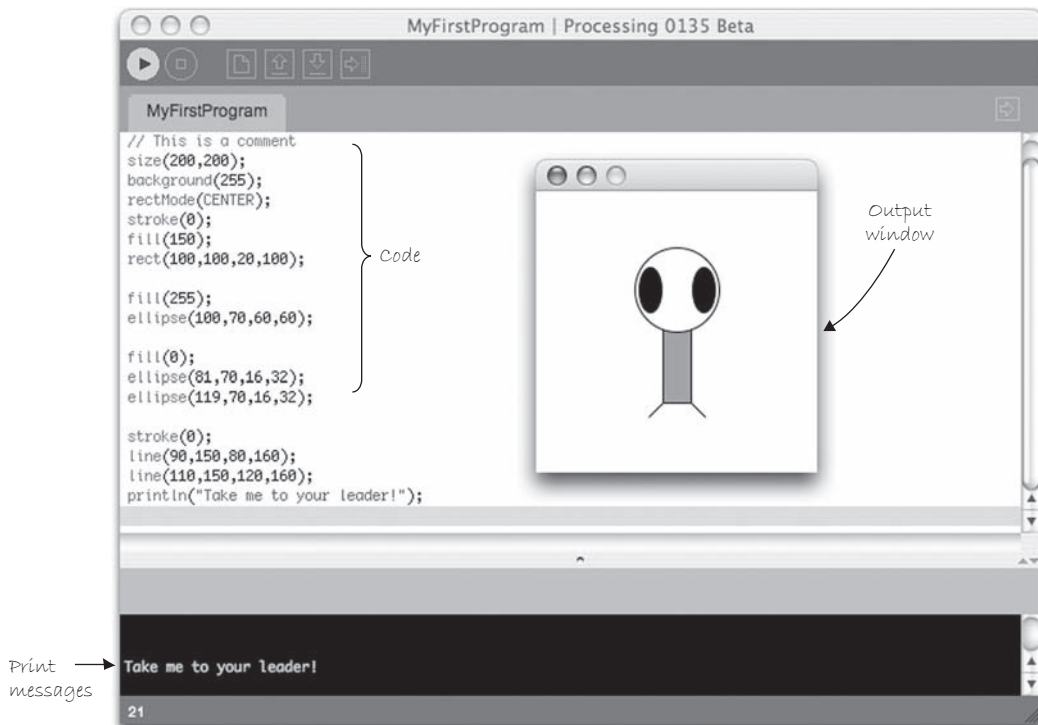 MyFirstProgram | Processing 0135 Beta
MyFirstProgram
// This is a comment
size(200,200);
background(255);
rectMode(CENTER);
stroke(0);
fill(150);
rect(100,100,20,100);
fill(255);
ellipse(100,70,60,60);
fill(0);
ellipse(81,70,16,32);
ellipse(119,70,16,32);
stroke(0);
line(90,150,80,160);
line(110,150,120,160);
println("Take me to your leader!");
Code
Output
window
Print
messages
Take me to your leader!
21